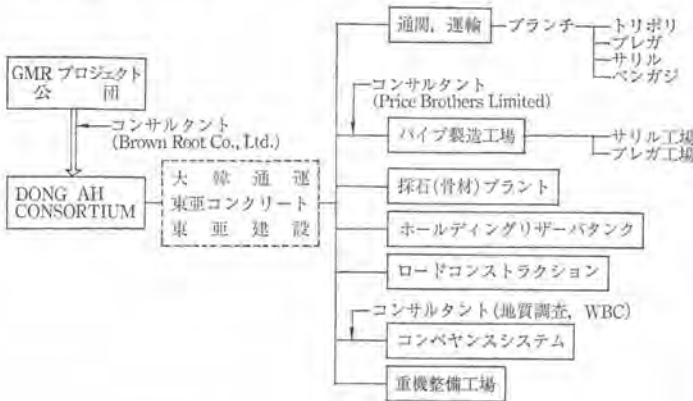 GMRプロジェクト
公団
コンサルタント
(Brown Root Co., Ltd.)
DONG AH
CONSORTIUM
大韓通運
東亜コンクリート
東亜建設
通関, 運輸
ブランチ
トリポリ
ブレガ
サリル
ベンガジ
コンサルタント
(Price Brothers Limited)
パイプ製造工場
サリル工場
ブレガ工場
採石(骨材)プラント
ホールディングリザーバタンク
ロードコンストラクション
コンサルタント(地質調査, WBC)
コンベヤンスシステム
重機整備工場